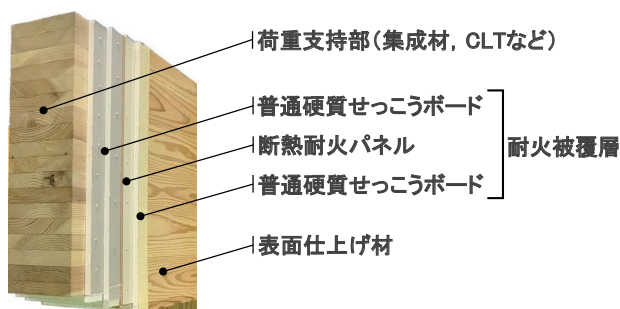 荷重支持部(集成材, CLTなど)
普通硬質せっこうボード
断熱耐火パネル
普通硬質せっこうボード
耐火被覆層
表面仕上げ材